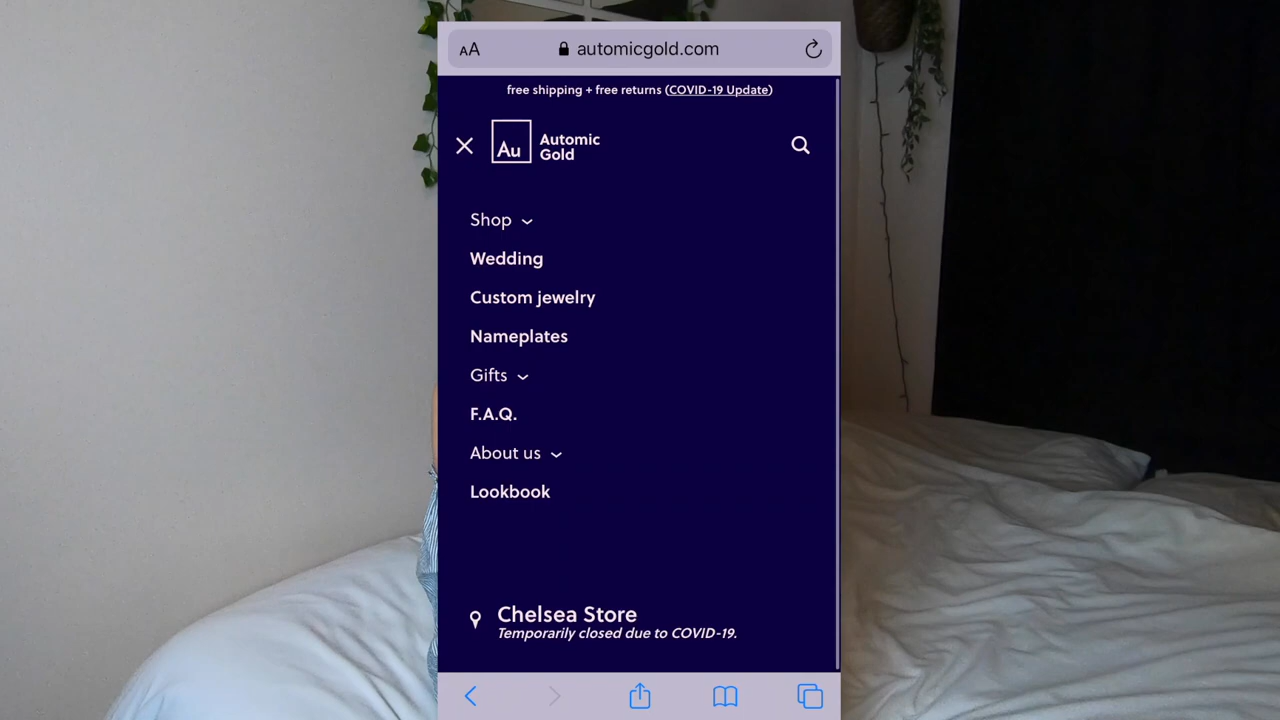 AA automicgold.com
free shipping + free returns (COVID-19 Update)
Au Automic
Gold
Shop
Wedding
Custom jewelry
Nameplates
Gifts
F.A.Q.
About us
Lookbook
Chelsea Store
Temporarily closed due to COVID-19.